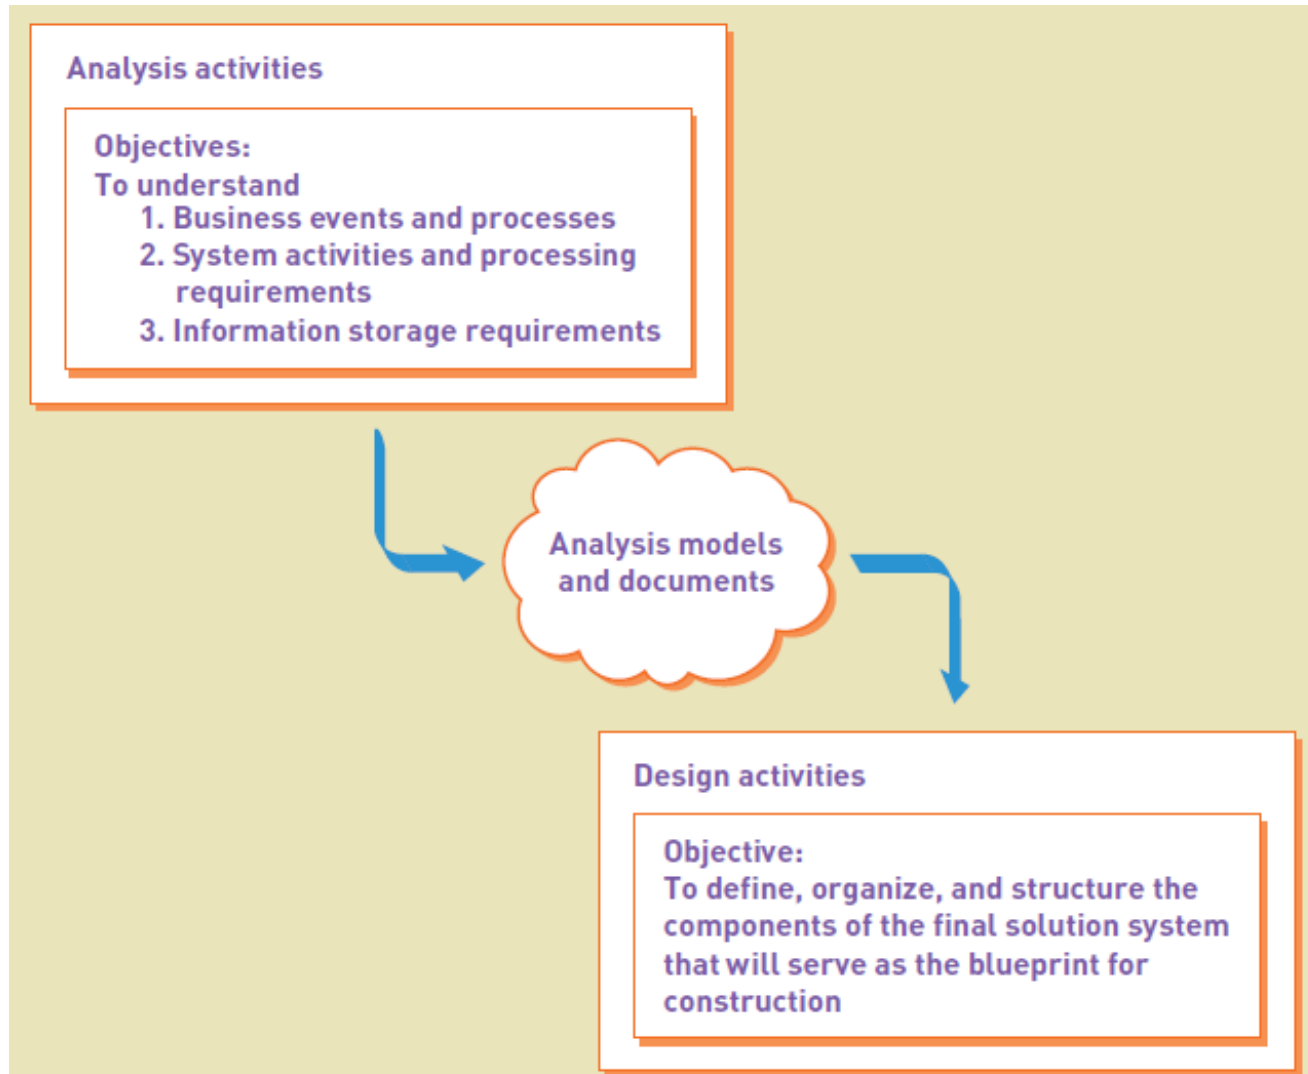 Analysis activities
Objectives:
To understand
1. Business events and processes
2. System activities and processing
requirements
3. Information storage requirements
Analysis models
and documents
Design activities
Objective:
To define, organize, and structure the
components of the final solution system
that will serve as the blueprint for
construction